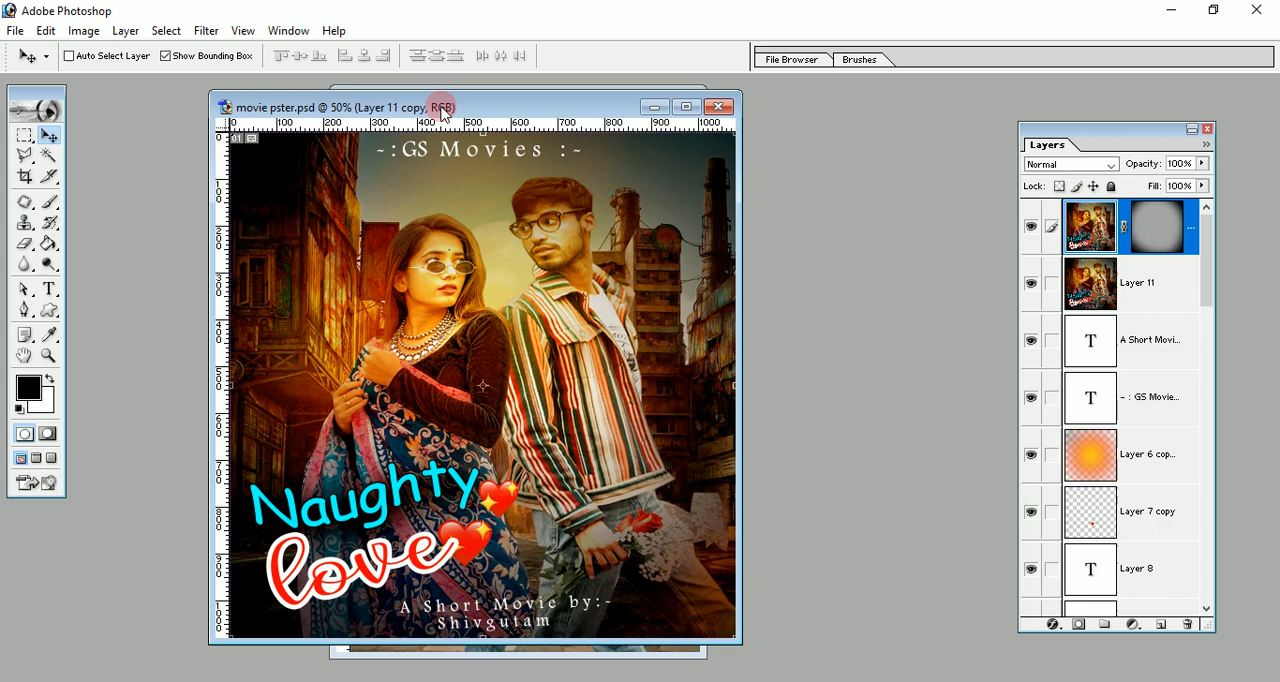 Adobe Photoshop
File Edit Image Layer Select Filter View Window Help
Auto Select Layer Show Bounding Box
File Browser Brushes
movie pster.psd @ 50% (Layer 11 copy, RGB)
0 100 200 300 400 500 600 700 800 900 1000
01
-:GS Movies :-
Naughty
love
A Short Movie by:-
Shivgutam
Layers
Normal Opacity: 100%
Lock: Fill: 100%
...
Layer 11
T A Short Movi...
T - : GS Movie...
Layer 6 cop...
Layer 7 copy
T Layer 8